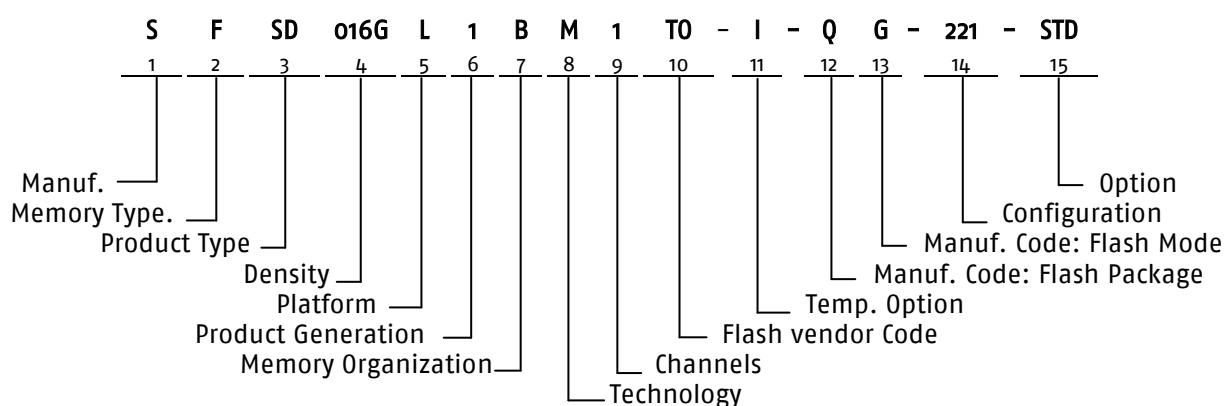 S F SD 016G L 1 B M 1 TO - I - Q G - 221 - STD
1 2 3 4 5 6 7 8 9 10 11 12 13 14 15
Manuf. Option
Memory Type. Configuration
Product Type Manuf. Code: Flash Mode
Density Manuf. Code: Flash Package
Platform Temp. Option
Product Generation Flash vendor Code
Memory Organization Channels
Technology